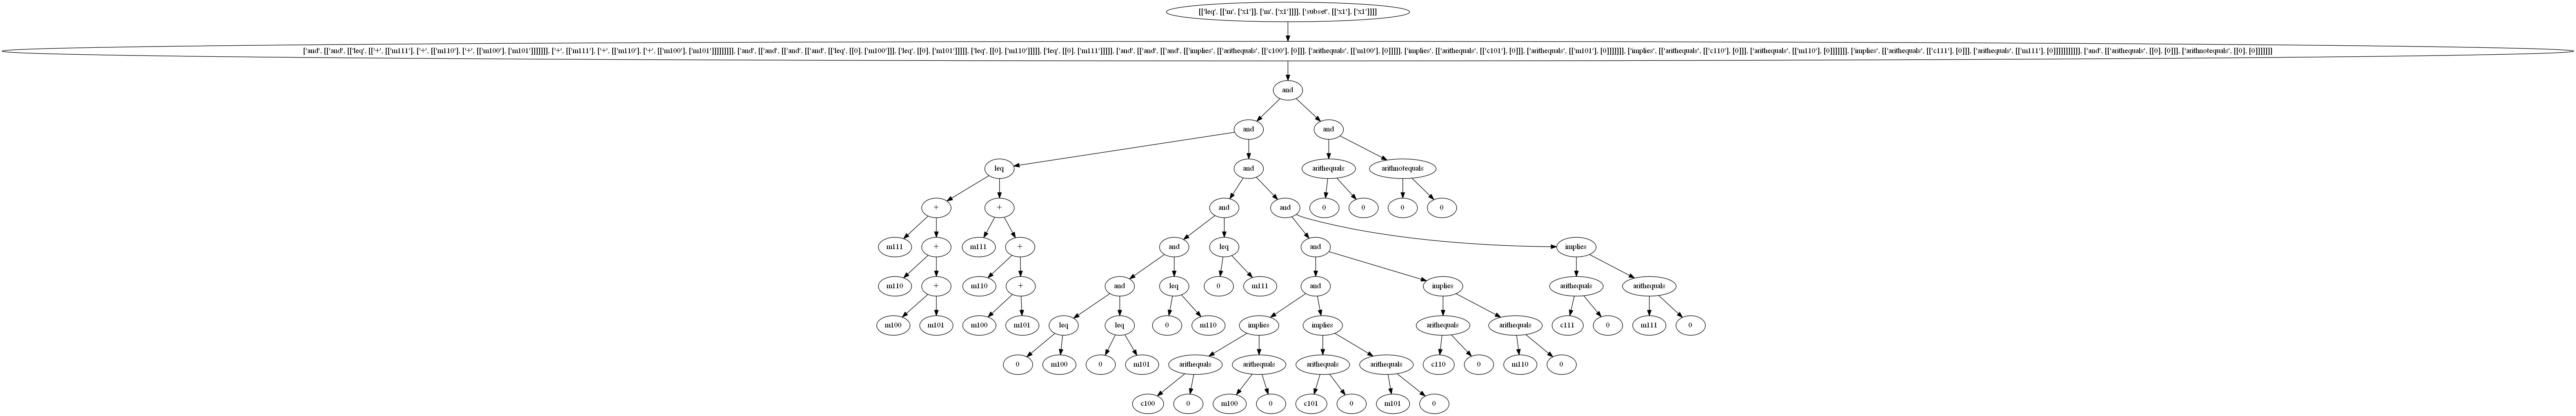 [['leq', [['m', ['x1']], ['m', ['x1']]]], ['subset', [['x1'], ['x1']]]]
['and', [['and', [['leq', [['+', [['m111'], ['+', [['m110'], ['+', [['m100'], ['m101']]]]]]], ['+', [['m111'], ['+', [['m110'], ['+', [['m100'], ['m101']]]]]]]]], ['and', [['and', [['and', [['and', [['leq', [[0], ['m100']]], ['leq', [[0], ['m101']]]]], ['leq', [[0], ['m110']]]]], ['leq', [[0], ['m111']]]]], ['and', [['and', [['and', [['implies', [['arithequals', [['c100'], [0]]], ['arithequals', [['m100'], [0]]]]], ['implies', [['arithequals', [['c101'], [0]]], ['arithequals', [['m101'], [0]]]]]]], ['implies', [['arithequals', [['c110'], [0]]], ['arithequals', [['m110'], [0]]]]]]], ['implies', [['arithequals', [['c111'], [0]]], ['arithequals', [['m111'], [0]]]]]]]]]]], ['and', [['arithequals', [[0], [0]]], ['arithnotequals', [[0], [0]]]]]]]
and
and and
leq and arithequals arithnotequals
+ + and and 0 0 0 0
m111 + m111 + and leq and implies
m110 + m110 + and leq 0 m111 and implies arithequals arithequals
m100 m101 m100 m101 leq leq 0 m110 implies implies arithequals arithequals c111 0 m111 0
0 m100 0 m101 arithequals arithequals arithequals arithequals c110 0 m110 0
c100 0 m100 0 c101 0 m101 0